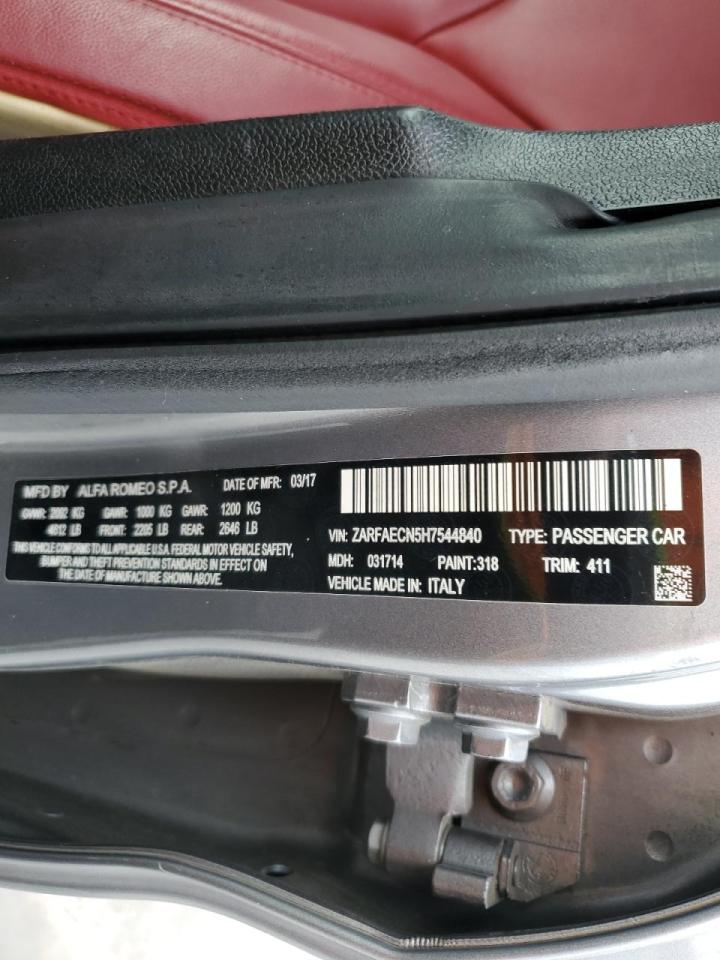 MFD BY ALFA ROMEO S.P.A. DATE OF MFR: 03/17
GVWR: 2092 KG GAWR: 1000 KG GAWR: 1200 KG
4612 LB FRONT: 2205 LB REAR: 2646 LB
THIS VEHICLE CONFORMS TO ALL APPLICABLE U.S.A. FEDERAL MOTOR VEHICLE SAFETY,
BUMPER AND THEFT PREVENTION STANDARDS IN EFFECT ON
THE DATE OF MANUFACTURE SHOWN ABOVE.
VIN: ZARFAECN5H7544840 TYPE: PASSENGER CAR
MDH: 031714 PAINT: 318 TRIM: 411
VEHICLE MADE IN: ITALY